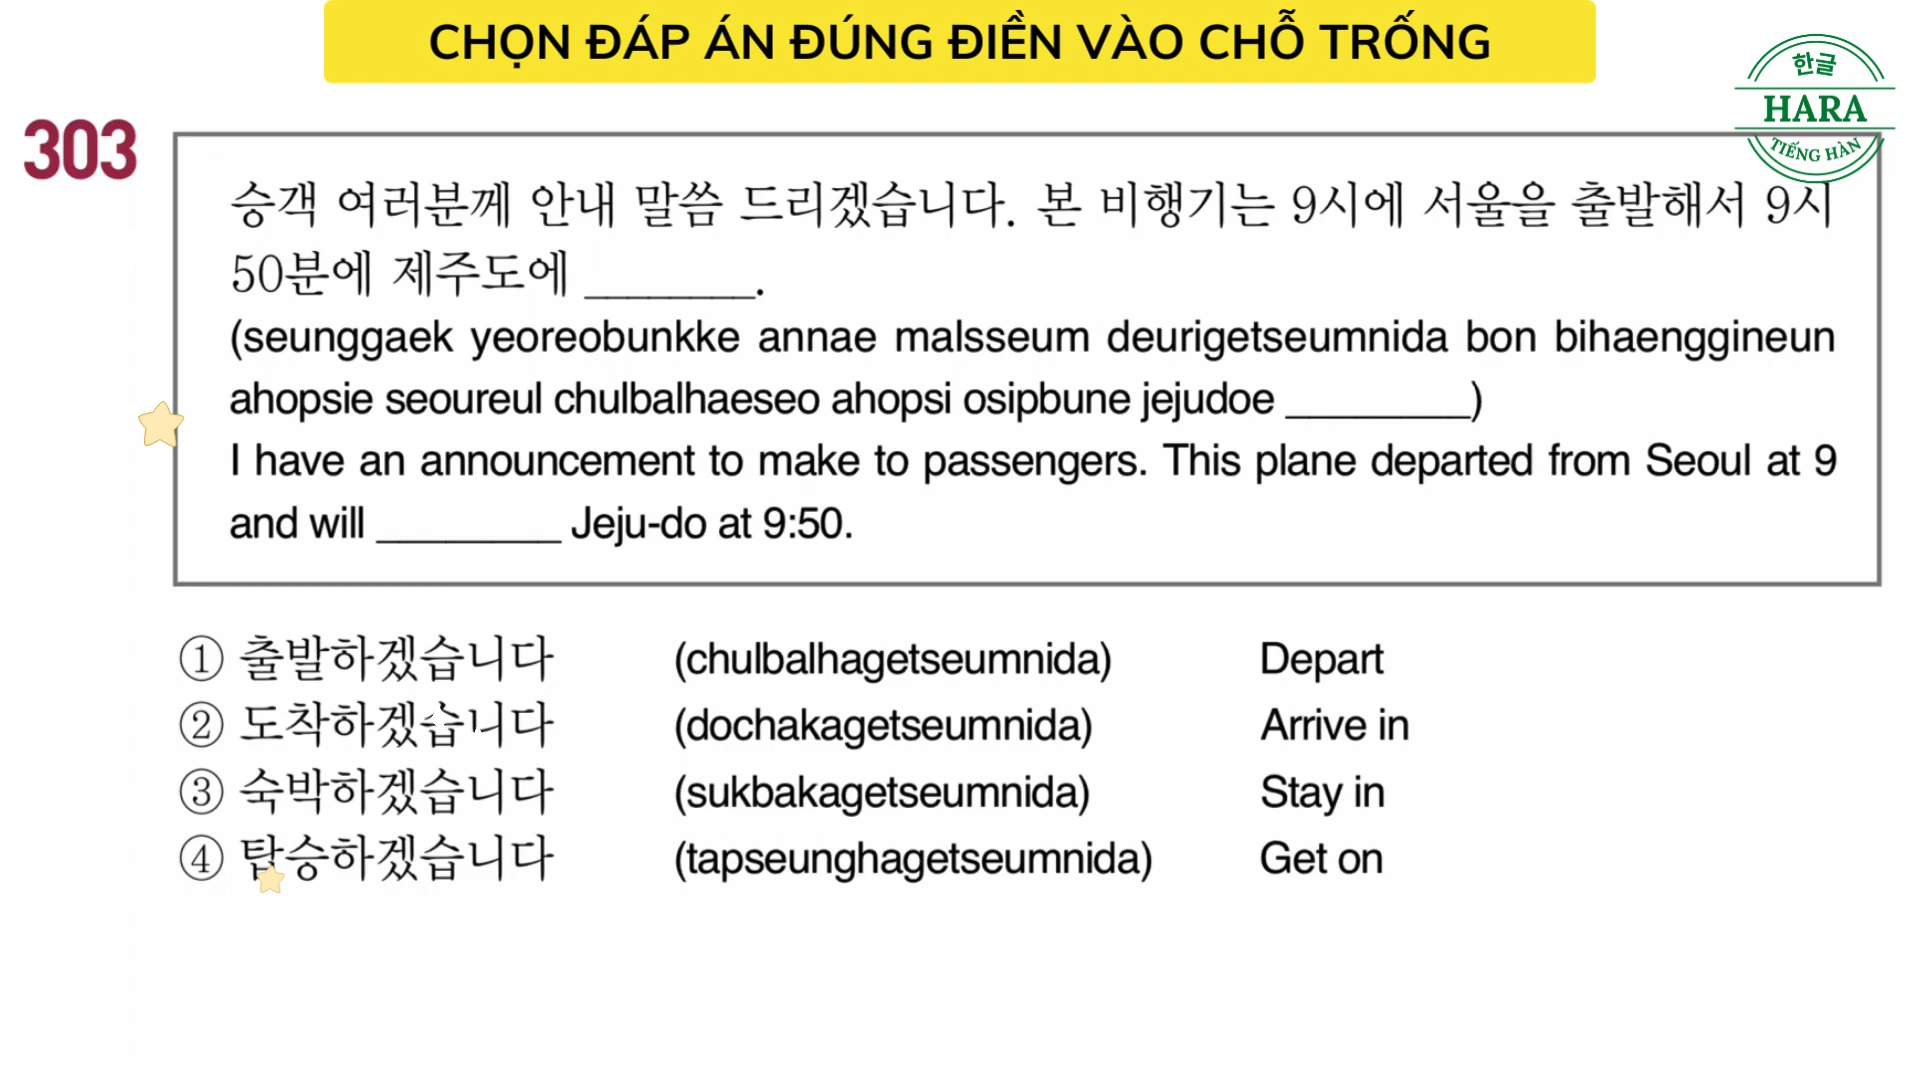 CHỌN ĐÁP ÁN ĐÚNG ĐIỀN VÀO CHỖ TRỐNG
한글
HARA
TIẾNG HÀN
303
승객 여러분께 안내 말씀 드리겠습니다. 본 비행기는 9시에 서울을 출발해서 9시
50분에 제주도에 ________.
(seunggaek yeoreobunkke annae malsseum deurigetseumnida bon bihaenggineun
ahopsie seoureul chulbalhaeseo ahopsi osipbune jejudoe ________)
I have an announcement to make to passengers. This plane departed from Seoul at 9
and will ________ Jeju-do at 9:50.
① 출발하겠습니다 (chulbalhagetseumnida) Depart
② 도착하겠습니다 (dochakagetseumnida) Arrive in
③ 숙박하겠습니다 (sukbakagetseumnida) Stay in
④ 탑승하겠습니다 (tapseunghagetseumnida) Get on